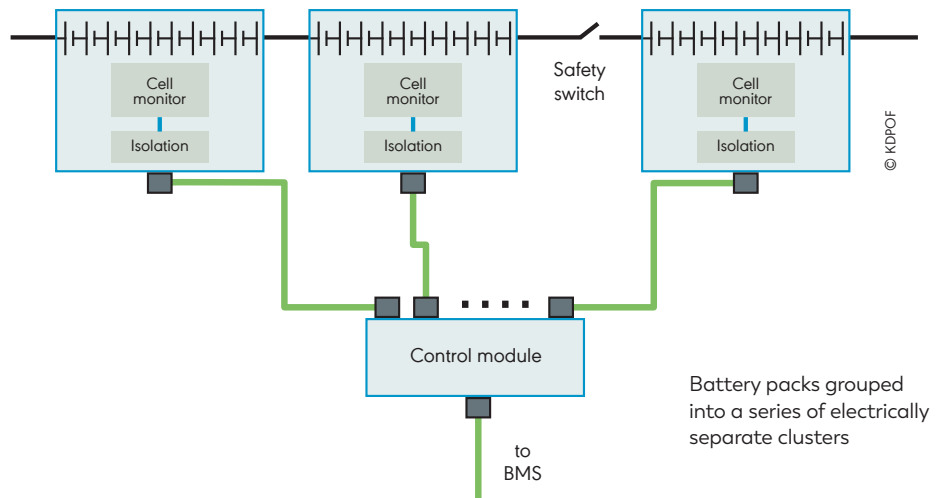 Cell
monitor
Isolation
Cell
monitor
Isolation
Safety
switch
Cell
monitor
Isolation
© KDPOF
Control module
Battery packs grouped
into a series of electrically
separate clusters
to
BMS